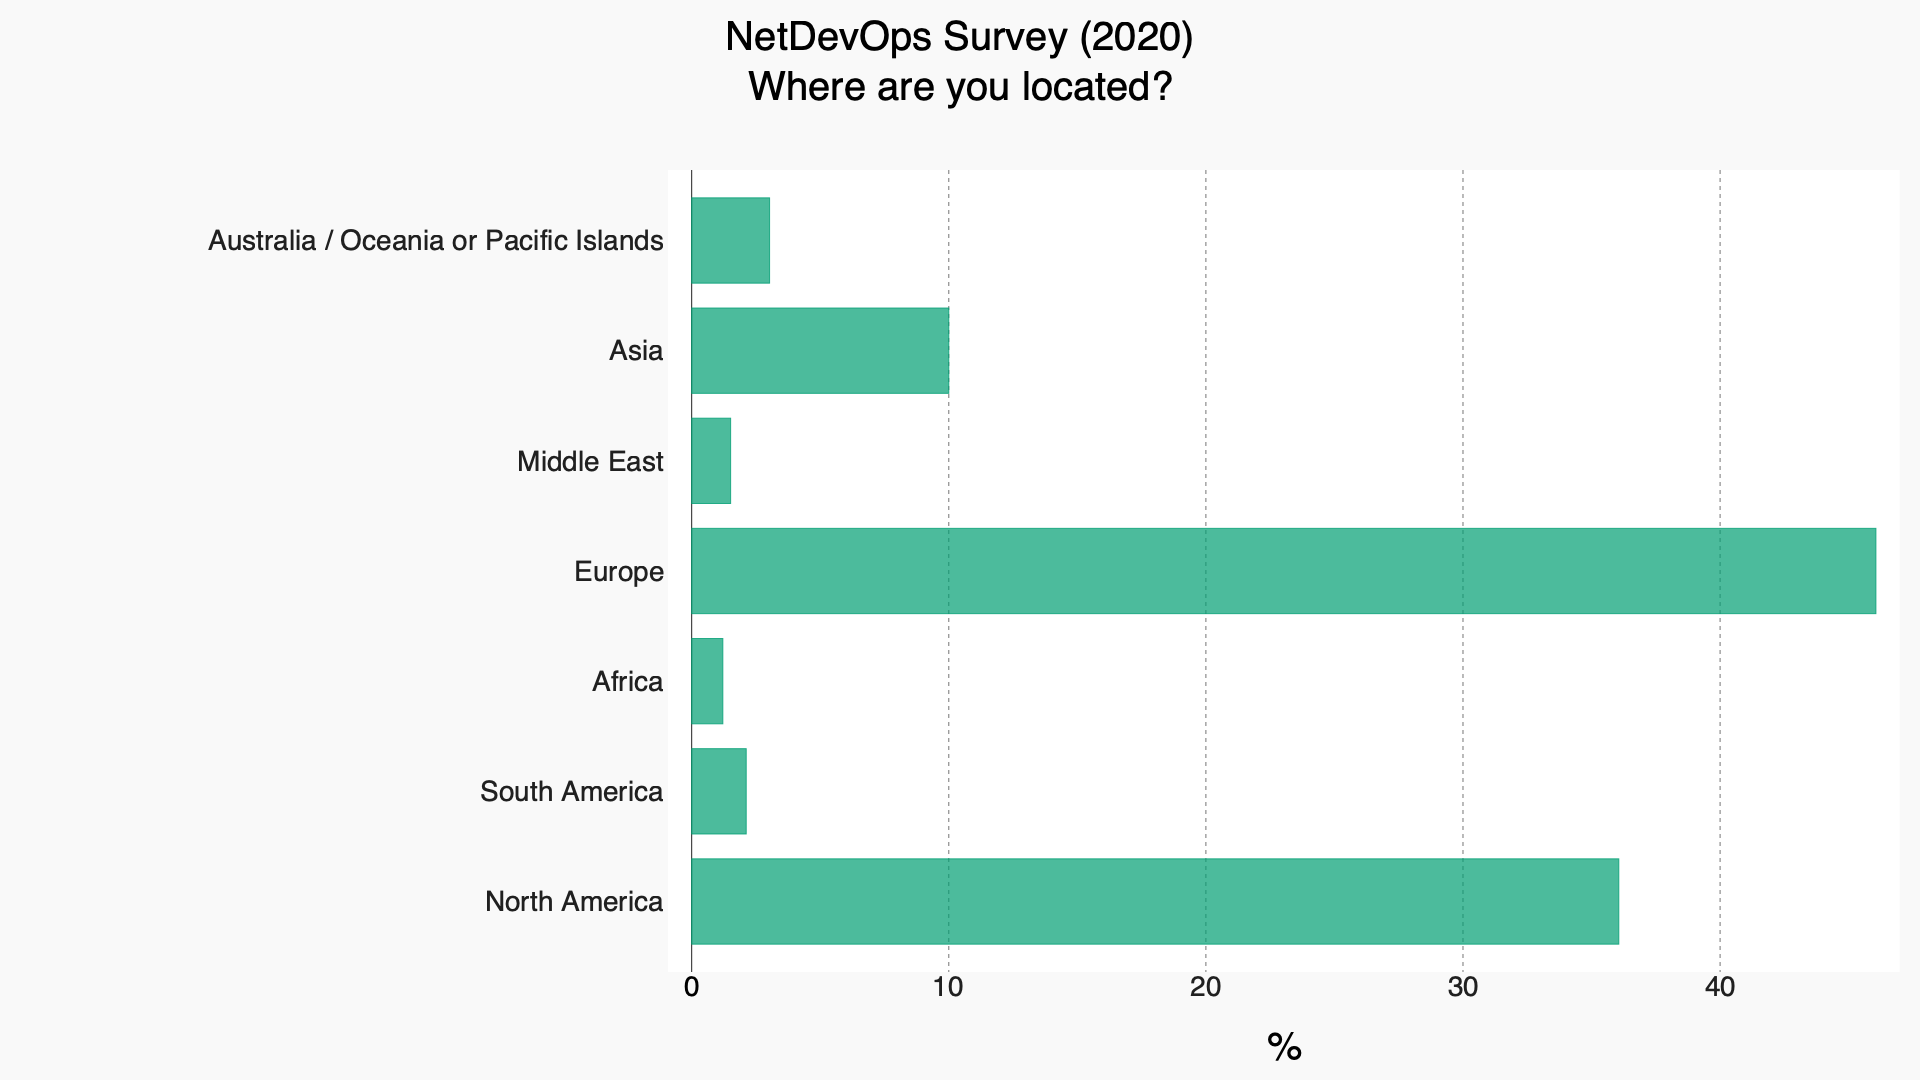 NetDevOps Survey (2020)
Where are you located?
Australia / Oceania or Pacific Islands
Asia
Middle East
Europe
Africa
South America
North America
0 10 20 30 40
%